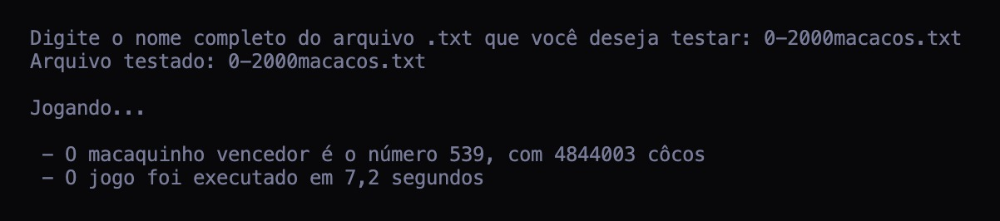 Digite o nome completo do arquivo .txt que você deseja testar: 0-2000macacos.txt
Arquivo testado: 0-2000macacos.txt
Jogando...
- O macaquinho vencedor é o número 539, com 4844003 côcos
- O jogo foi executado em 7,2 segundos